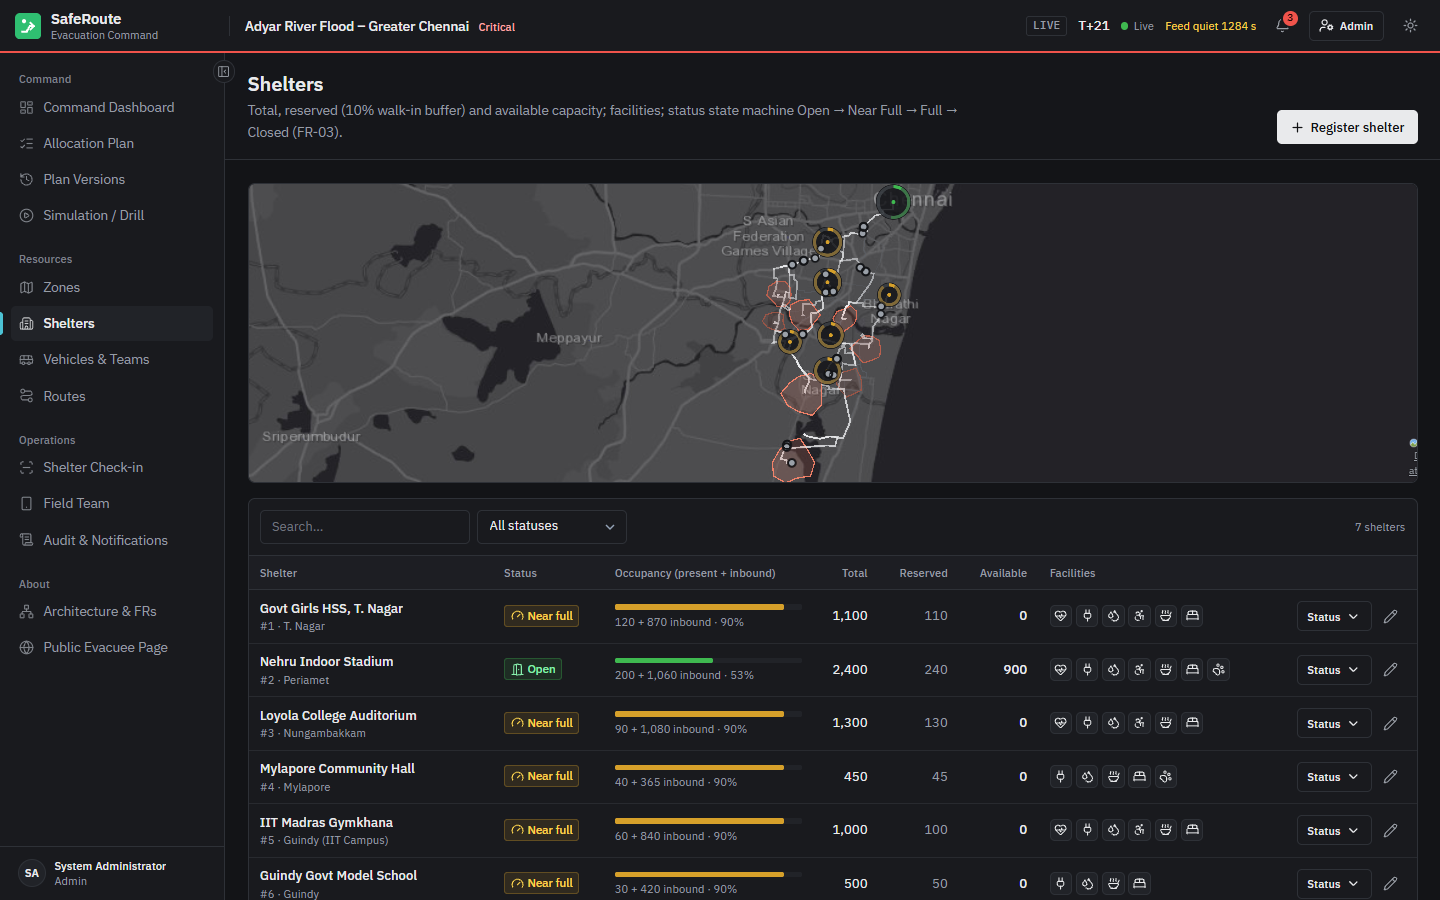 SafeRoute
Evacuation Command
Adyar River Flood – Greater Chennai Critical
LIVE T+21 Live Feed quiet 1284 s 3 Admin
Command
Command Dashboard
Allocation Plan
Plan Versions
Simulation / Drill
Resources
Zones
Shelters
Vehicles & Teams
Routes
Operations
Shelter Check-in
Field Team
Audit & Notifications
About
Architecture & FRs
Public Evacuee Page
SA System Administrator
Admin
Shelters
Total, reserved (10% walk-in buffer) and available capacity; facilities; status state machine Open → Near Full → Full →
Closed (FR-03).
Register shelter
nnai
S Asian
Federation
Games Village
Nagar
Meppayur
Nagar
Sriperumbudur
Search...
All statuses
7 shelters
Shelter Status Occupancy (present + inbound) Total Reserved Available Facilities
Govt Girls HSS, T. Nagar
#1 · T. Nagar
Near full
120 + 870 inbound · 90%
1,100 110 0
Status
Nehru Indoor Stadium
#2 · Periamet
Open
200 + 1,060 inbound · 53%
2,400 240 900
Status
Loyola College Auditorium
#3 · Nungambakkam
Near full
90 + 1,080 inbound · 90%
1,300 130 0
Status
Mylapore Community Hall
#4 · Mylapore
Near full
40 + 365 inbound · 90%
450 45 0
Status
IIT Madras Gymkhana
#5 · Guindy (IIT Campus)
Near full
60 + 840 inbound · 90%
1,000 100 0
Status
Guindy Govt Model School
#6 · Guindy
Near full
30 + 420 inbound · 90%
500 50 0
Status